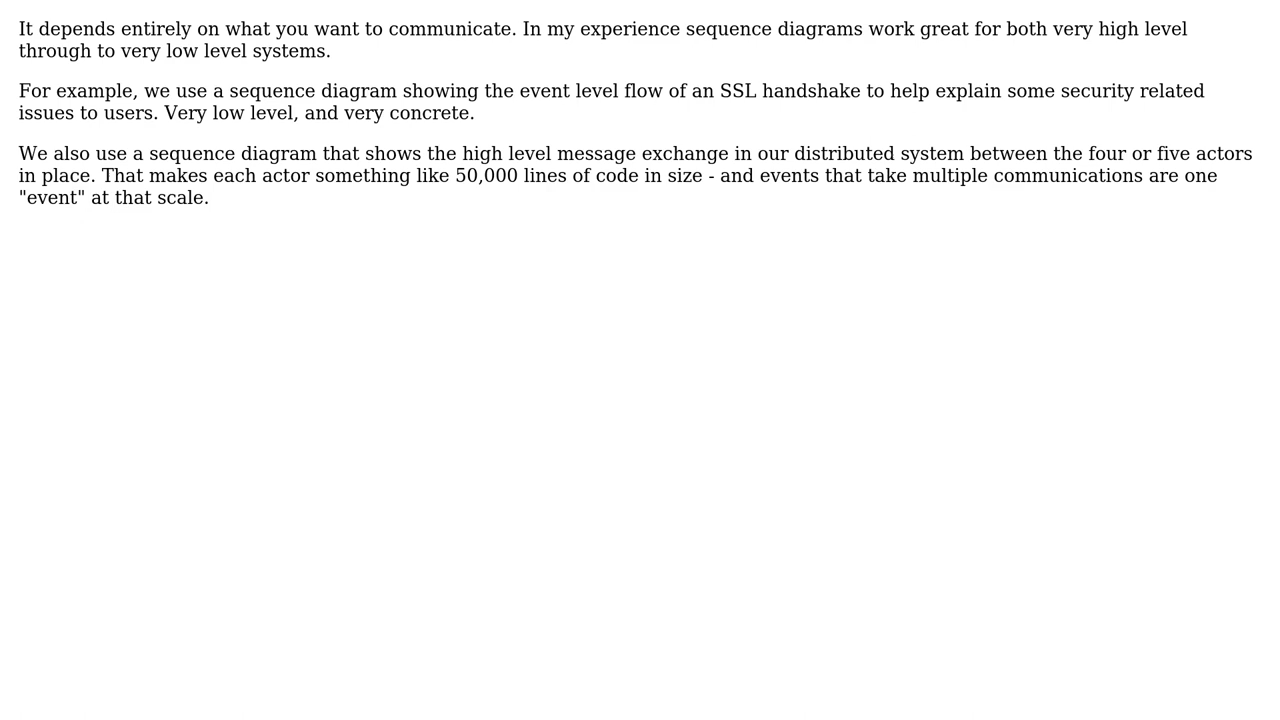 It depends entirely on what you want to communicate. In my experience sequence diagrams work great for both very high level
through to very low level systems.
For example, we use a sequence diagram showing the event level flow of an SSL handshake to help explain some security related
issues to users. Very low level, and very concrete.
We also use a sequence diagram that shows the high level message exchange in our distributed system between the four or five actors
in place. That makes each actor something like 50,000 lines of code in size - and events that take multiple communications are one
"event" at that scale.